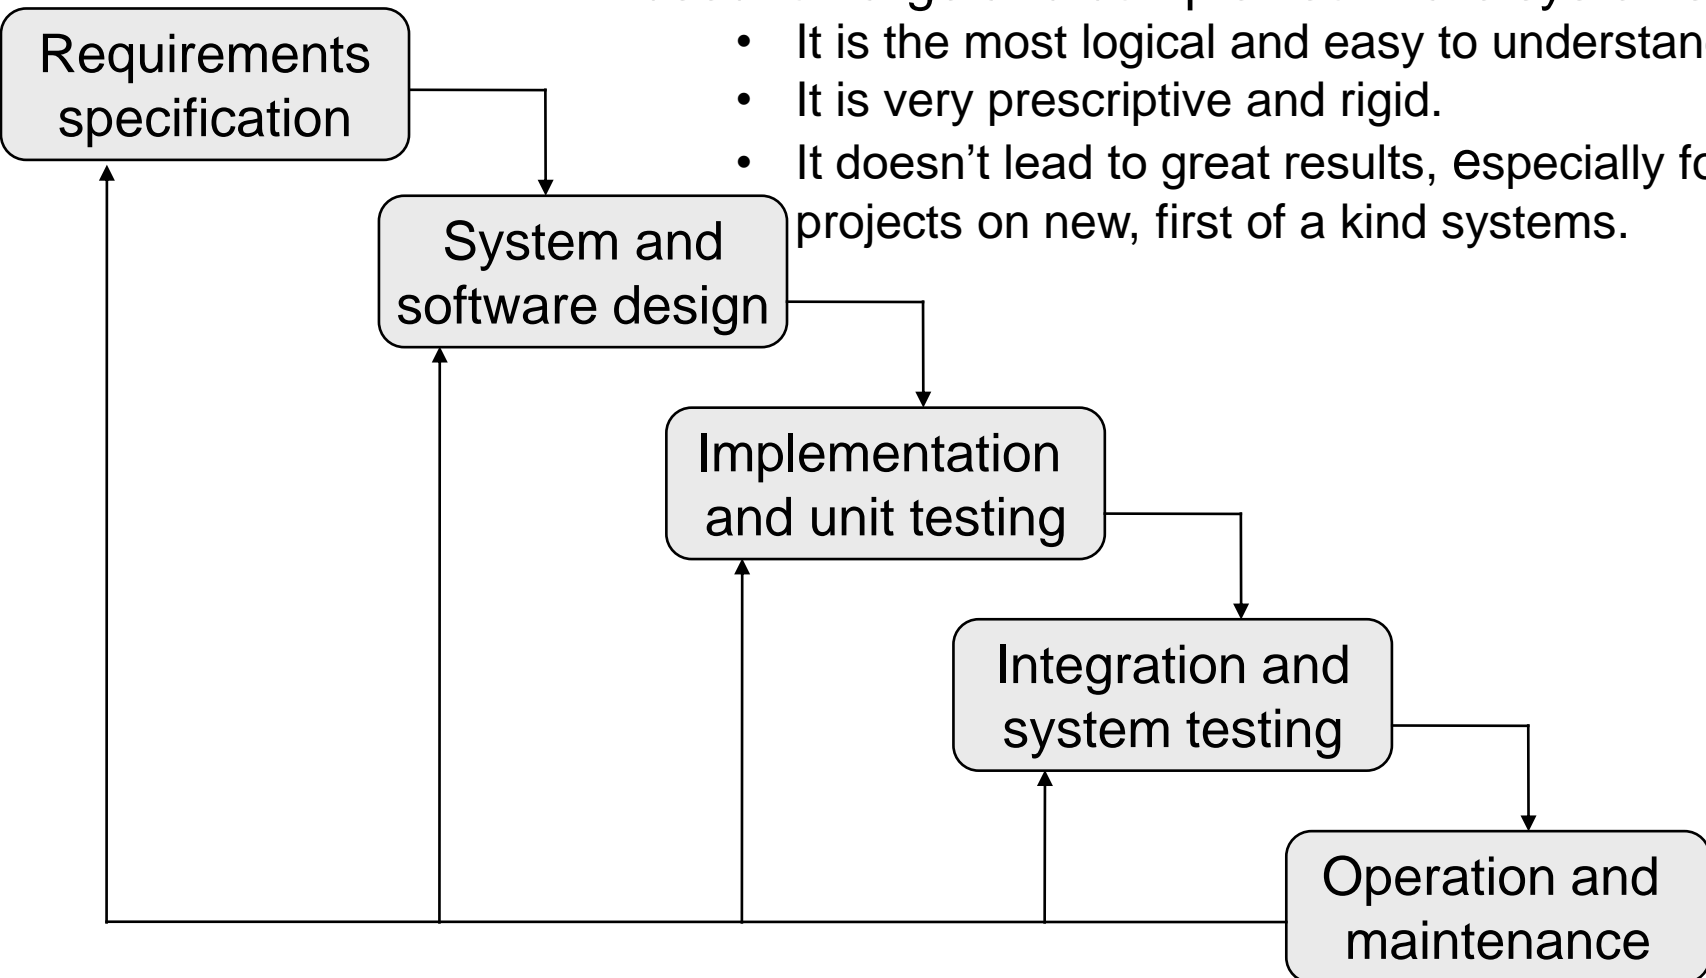 • It is the most logical and easy to understan
• It is very prescriptive and rigid.
• It doesn’t lead to great results, especially fo
projects on new, first of a kind systems.
Requirements
specification
System and
software design
Implementation
and unit testing
Integration and
system testing
Operation and
maintenance